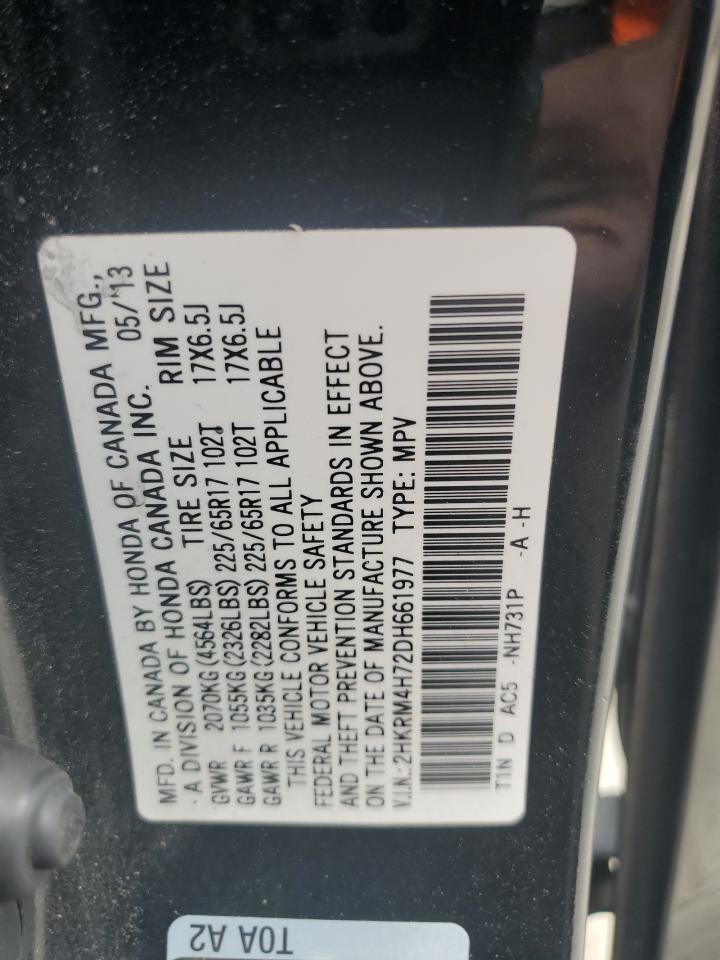 MFD. IN CANADA BY HONDA OF CANADA MFG.,
A DIVISION OF HONDA CANADA INC. 05/'13
GVWR 2070KG(4564LBS) TIRE SIZE RIM SIZE
GAWR F 1055KG(2326LBS) 225/65R17 102T 17X6.5J
GAWR R 1035KG(2282LBS) 225/65R17 102T 17X6.5J
THIS VEHICLE CONFORMS TO ALL APPLICABLE
FEDERAL MOTOR VEHICLE SAFETY
AND THEFT PREVENTION STANDARDS IN EFFECT
ON THE DATE OF MANUFACTURE SHOWN ABOVE.
V.I.N.:2HKRM4H72DH661977 TYPE: MPV
T1N D AC5 -NH731P -A -H
T0A A2